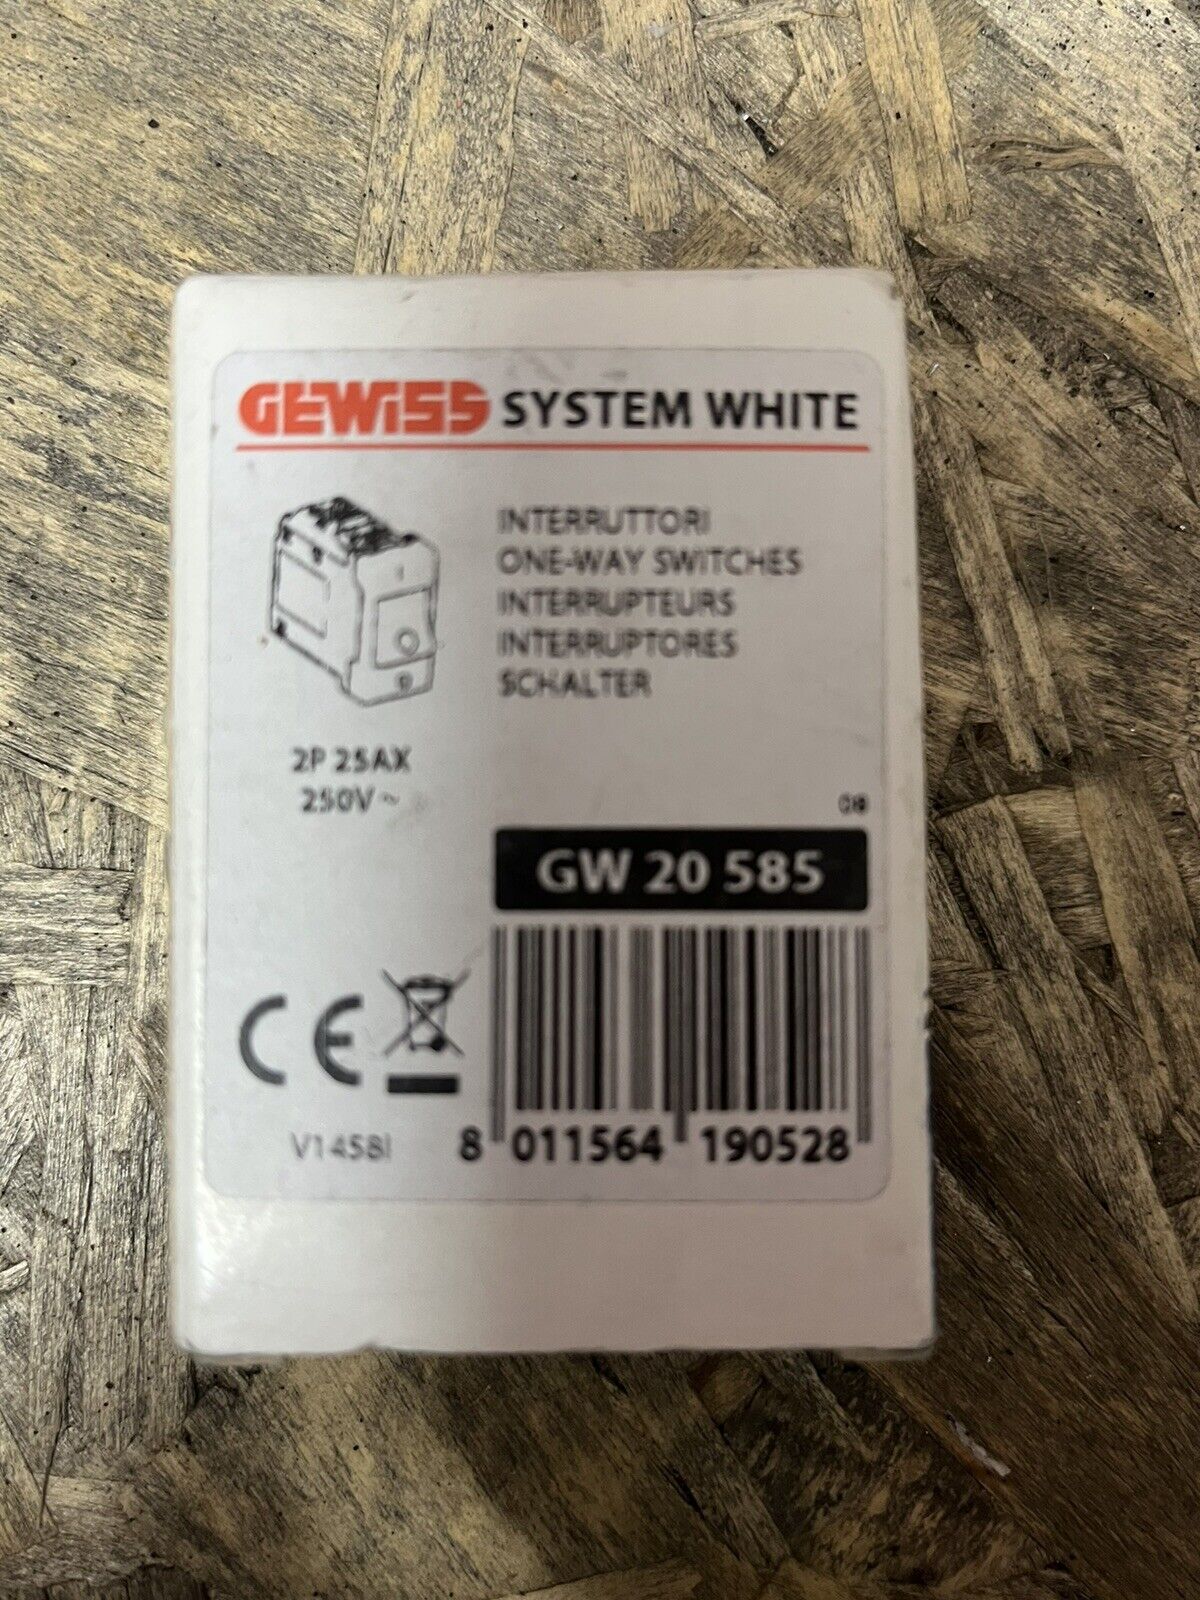 GEWISS SYSTEM WHITE
INTERRUTTORI
ONE-WAY SWITCHES
INTERRUPTEURS
INTERRUPTORES
SCHALTER
2P 25AX
250V ~
GW 20 585
CE
V1458I
8 011564 190528